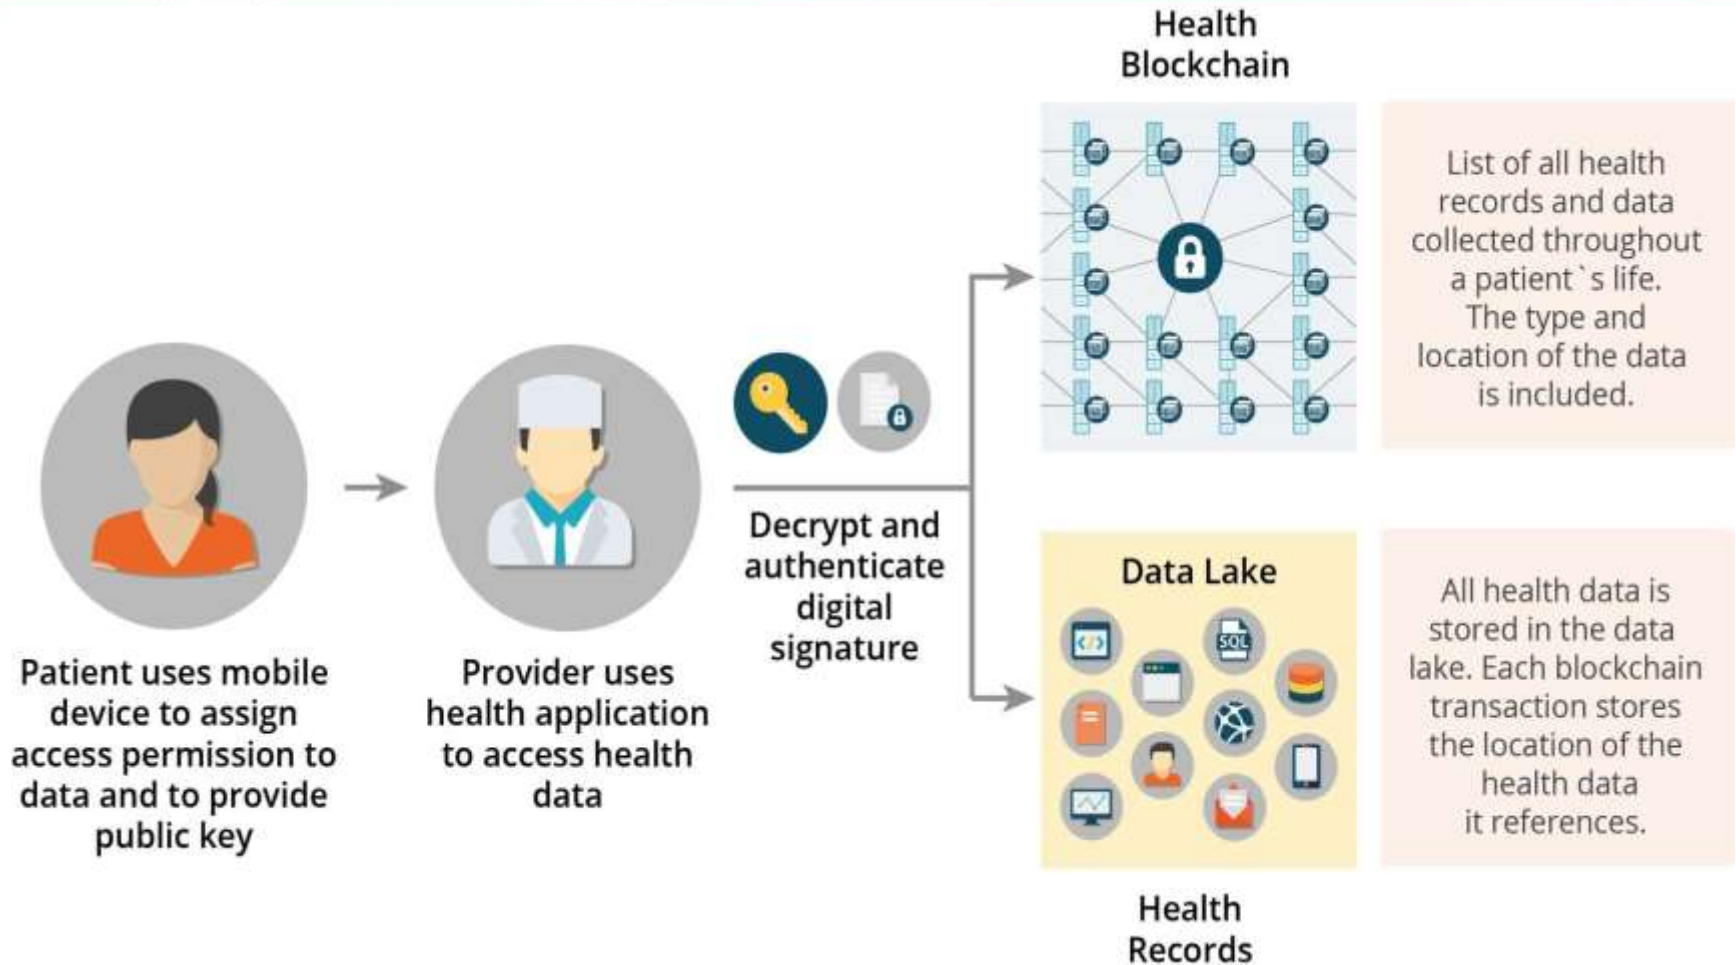 Health
Blockchain
List of all health
records and data
collected throughout
a patient`s life.
The type and
location of the data
is included.
Patient uses mobile
device to assign
access permission to
data and to provide
public key
Provider uses
health application
to access health
data
Decrypt and
authenticate
digital
signature
Data Lake
SQL
</>
Health
Records
All health data is
stored in the data
lake. Each blockchain
transaction stores
the location of the
health data
it references.